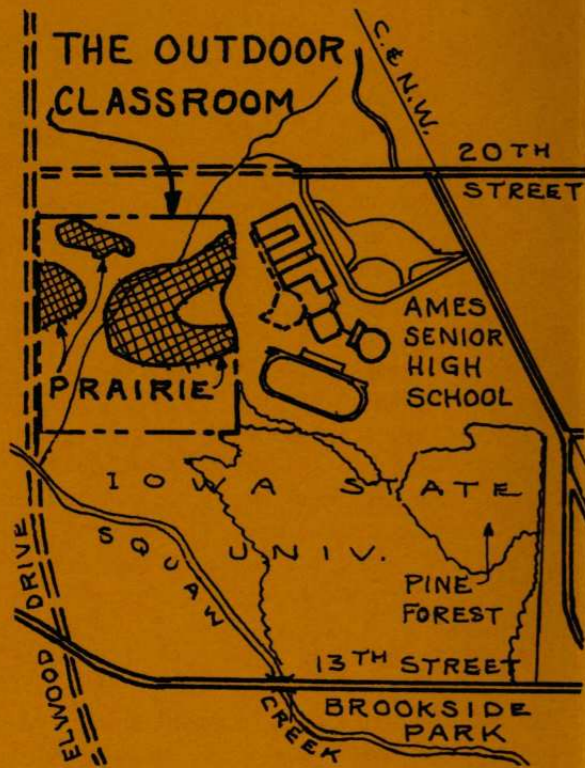 THE OUTDOOR
CLASSROOM
C. & N.W.
20TH
STREET
AMES
SENIOR
HIGH
SCHOOL
PRAIRIE
IOWA STATE
UNIV.
SQUAW
CREEK
PINE
FOREST
ELWOOD DRIVE
13TH STREET
BROOKSIDE
PARK